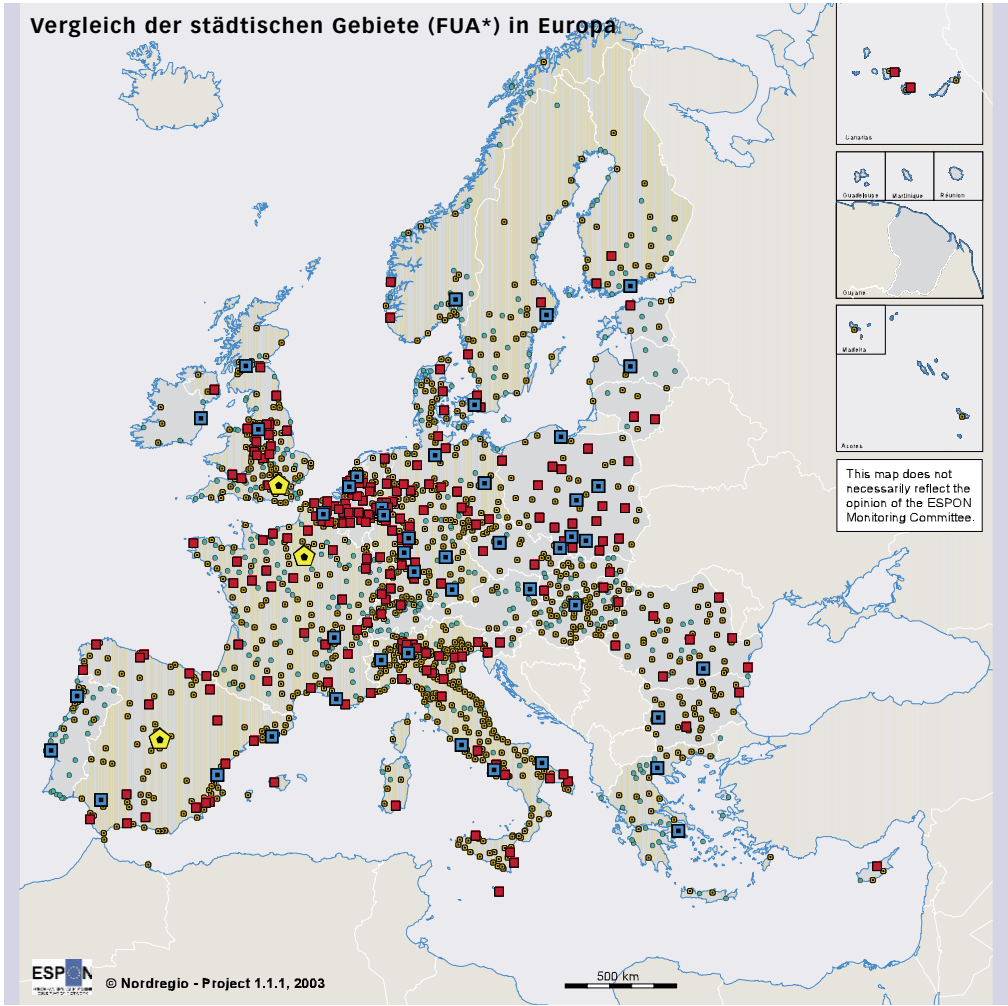 Vergleich der städtischen Gebiete (FUA*) in Europa
Canarias
Guadeloupe
Martinique
Réunion
Guyane
Madeira
Acores
This map does not
necessarily reflect the
opinion of the ESPON
Monitoring Committee.
ESPON
© Nordregio - Project 1.1.1, 2003
500 km